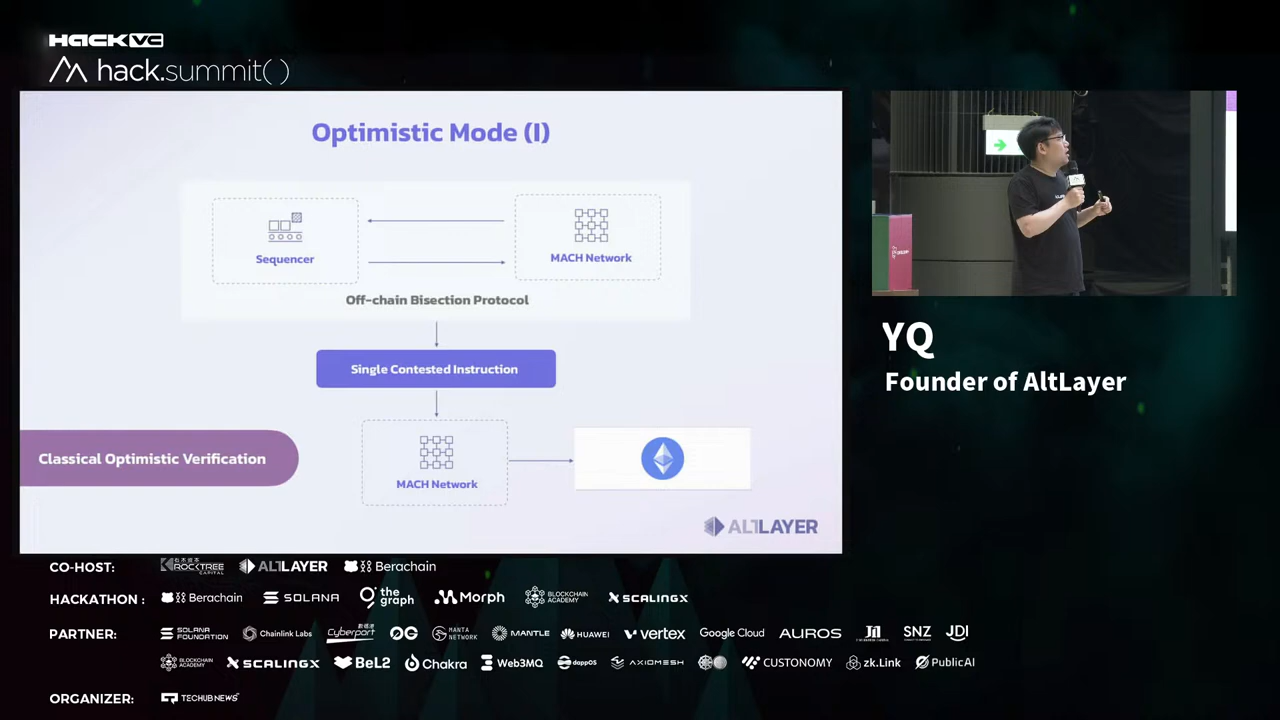 HACK VC
hack.summit()
Optimistic Mode (I)
Sequencer
MACH Network
Off-chain Bisection Protocol
Single Contested Instruction
Classical Optimistic Verification
MACH Network
ALTLAYER
YQ
Founder of AltLayer
CO-HOST: ROCKTREE CAPITAL ALTLAYER Berachain
HACKATHON : Berachain SOLANA the graph Morph BLOCKCHAIN ACADEMY SCALINGX
PARTNER: SOLANA FOUNDATION Chainlink Labs Cyberport 數碼港 MANTA NETWORK MANTLE HUAWEI vertex Google Cloud AUROS SNZ JDI
BLOCKCHAIN ACADEMY SCALINGX BeL2 Chakra Web3MQ dappOS AXIOMESH CUSTONOMY zk.Link PublicAI
ORGANIZER: TECHUB NEWS